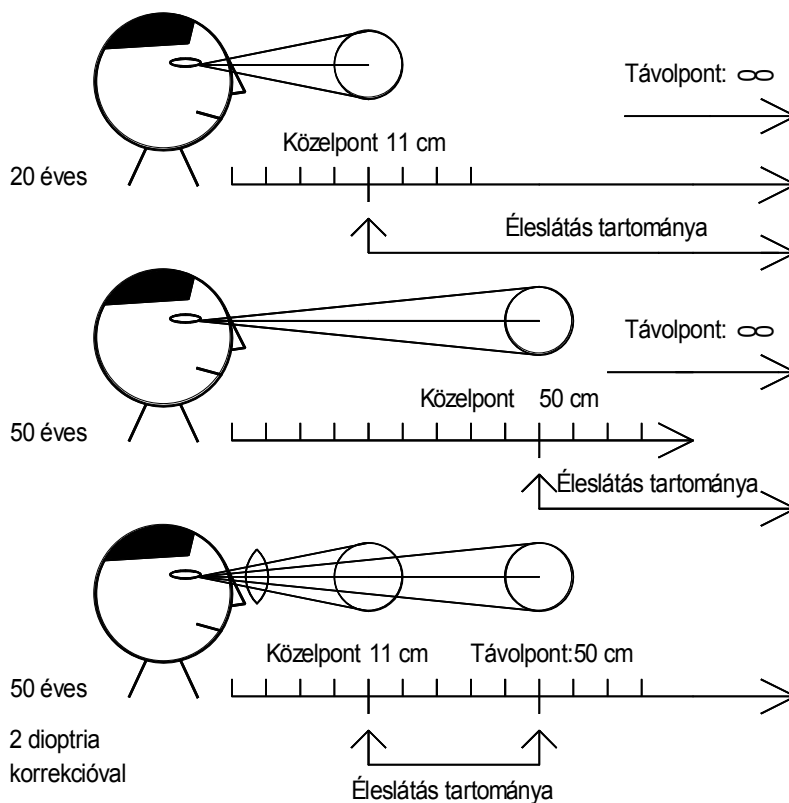 Távolpont: ∞
Közelpont 11 cm
20 éves
Éleslátás tartománya
Távolpont: ∞
Közelpont 50 cm
50 éves
Éleslátás tartománya
Közelpont 11 cm Távolpont:50 cm
50 éves
2 dioptria
korrekcióval
Éleslátás tartománya